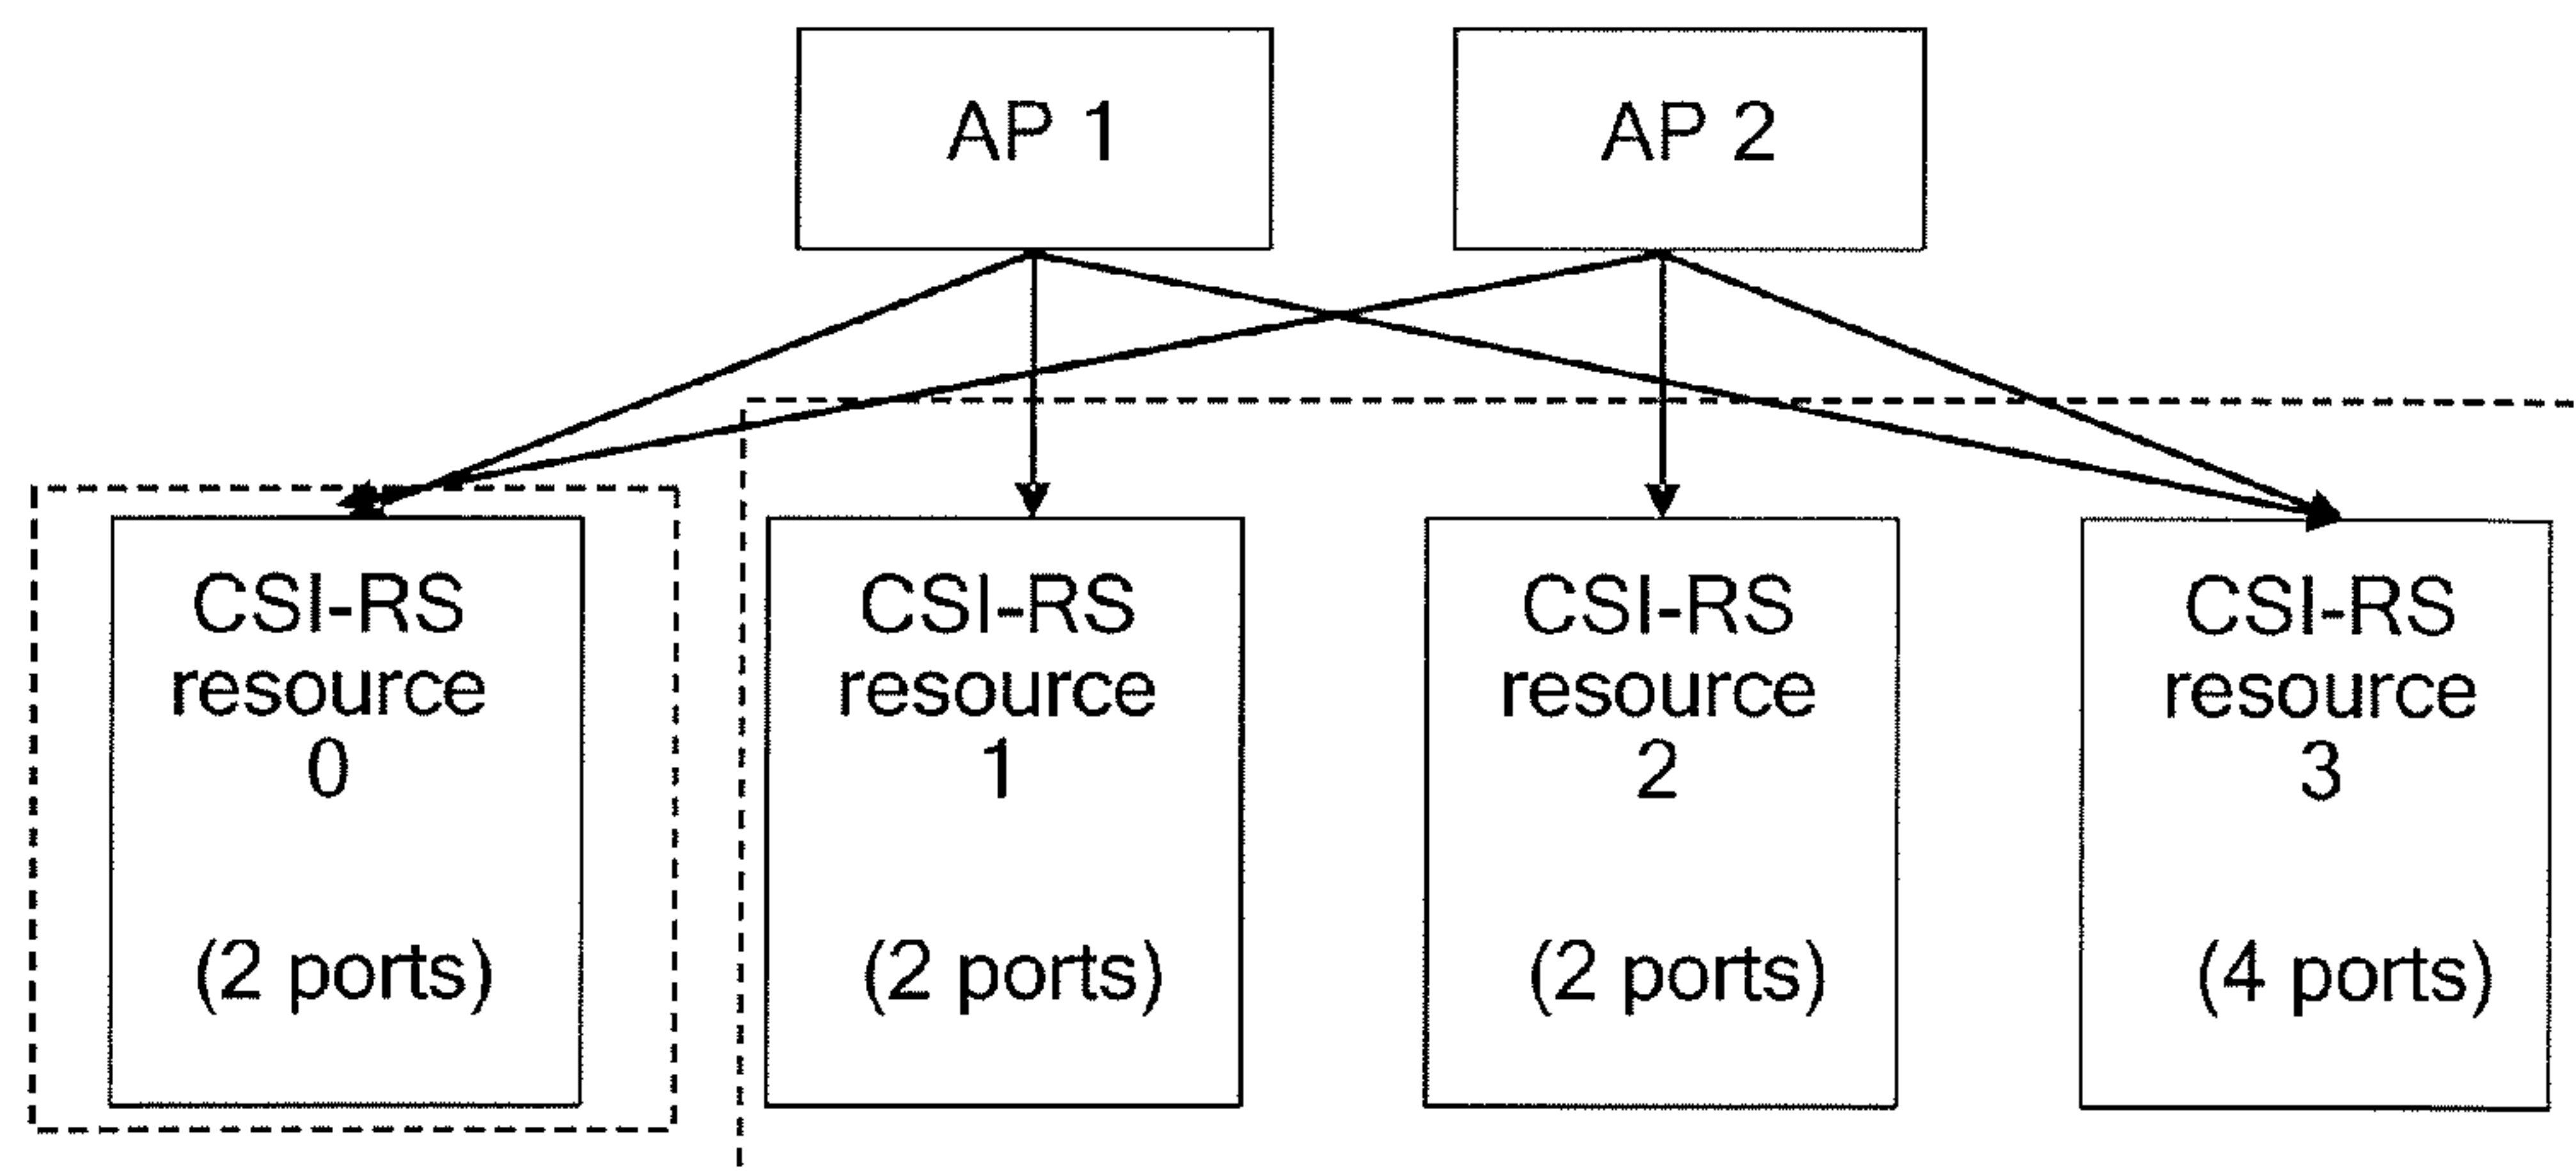 AP 1
AP 2
CSI-RS
resource
0
(2 ports)
CSI-RS
resource
1
(2 ports)
CSI-RS
resource
2
(2 ports)
CSI-RS
resource
3
(4 ports)